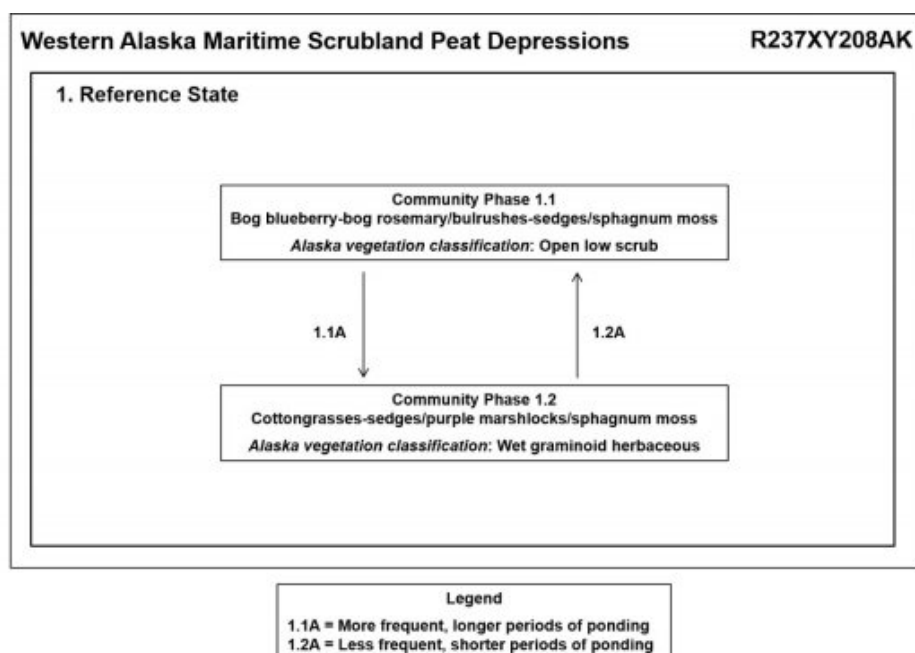 Western Alaska Maritime Scrubland Peat Depressions R237XY208AK
1. Reference State
Community Phase 1.1
Bog blueberry-bog rosemary/bulrushes-sedges/sphagnum moss
Alaska vegetation classification: Open low scrub
1.1A 1.2A
Community Phase 1.2
Cottongrasses-sedges/purple marshlocks/sphagnum moss
Alaska vegetation classification: Wet graminoid herbaceous
Legend
1.1A = More frequent, longer periods of ponding
1.2A = Less frequent, shorter periods of ponding